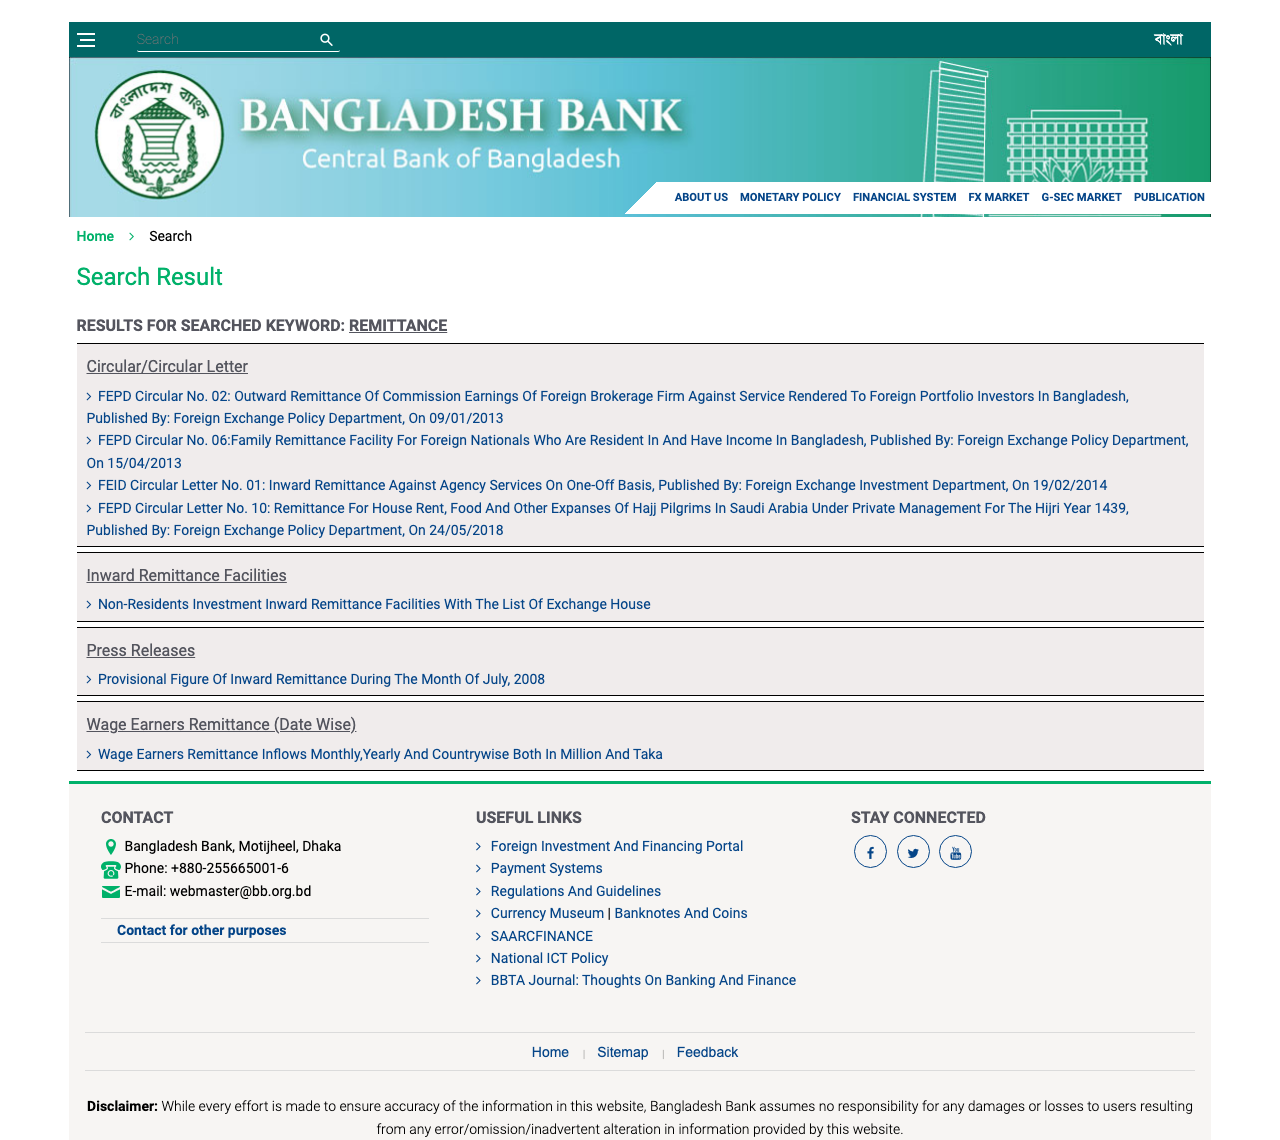 Search
বাংলা
বাংলাদেশ ব্যাংক
BANGLADESH BANK
Central Bank of Bangladesh
ABOUT US MONETARY POLICY FINANCIAL SYSTEM FX MARKET G-SEC MARKET PUBLICATION
Home > Search
Search Result
RESULTS FOR SEARCHED KEYWORD: REMITTANCE
Circular/Circular Letter
> FEPD Circular No. 02: Outward Remittance Of Commission Earnings Of Foreign Brokerage Firm Against Service Rendered To Foreign Portfolio Investors In Bangladesh,
Published By: Foreign Exchange Policy Department, On 09/01/2013
> FEPD Circular No. 06:Family Remittance Facility For Foreign Nationals Who Are Resident In And Have Income In Bangladesh, Published By: Foreign Exchange Policy Department,
On 15/04/2013
> FEID Circular Letter No. 01: Inward Remittance Against Agency Services On One-Off Basis, Published By: Foreign Exchange Investment Department, On 19/02/2014
> FEPD Circular Letter No. 10: Remittance For House Rent, Food And Other Expanses Of Hajj Pilgrims In Saudi Arabia Under Private Management For The Hijri Year 1439,
Published By: Foreign Exchange Policy Department, On 24/05/2018
Inward Remittance Facilities
> Non-Residents Investment Inward Remittance Facilities With The List Of Exchange House
Press Releases
> Provisional Figure Of Inward Remittance During The Month Of July, 2008
Wage Earners Remittance (Date Wise)
> Wage Earners Remittance Inflows Monthly,Yearly And Countrywise Both In Million And Taka
CONTACT
Bangladesh Bank, Motijheel, Dhaka
Phone: +880-255665001-6
E-mail: webmaster@bb.org.bd
Contact for other purposes
USEFUL LINKS
> Foreign Investment And Financing Portal
> Payment Systems
> Regulations And Guidelines
> Currency Museum | Banknotes And Coins
> SAARCFINANCE
> National ICT Policy
> BBTA Journal: Thoughts On Banking And Finance
STAY CONNECTED
Home | Sitemap | Feedback
Disclaimer: While every effort is made to ensure accuracy of the information in this website, Bangladesh Bank assumes no responsibility for any damages or losses to users resulting
from any error/omission/inadvertent alteration in information provided by this website.